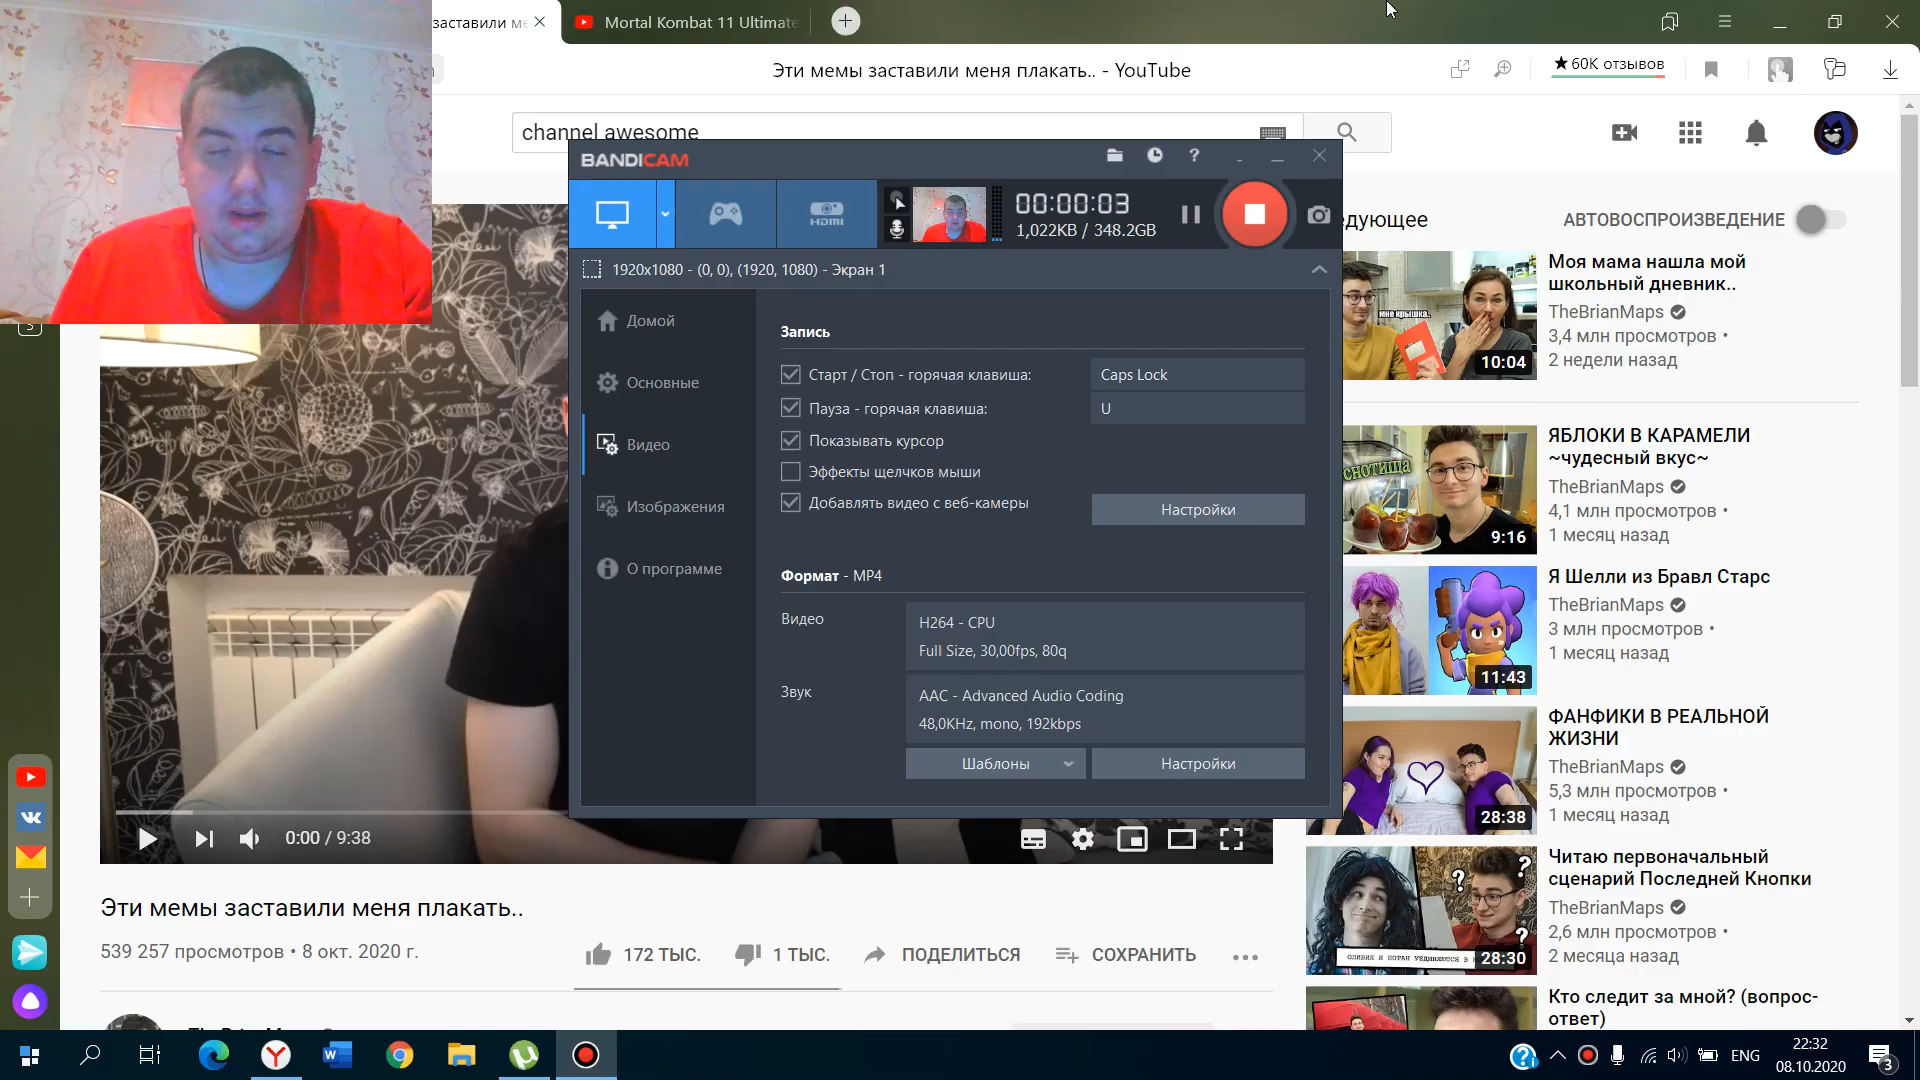 заставили ме
Mortal Kombat 11 Ultimate
Эти мемы заставили меня плакать.. - YouTube
★ 60K отзывов
channel awesome
BANDICAM
?
HDMI
00:00:03
1,022KB / 348.2GB
1920x1080 - (0, 0), (1920, 1080) - Экран 1
Домой
Основные
Видео
Изображения
О программе
Запись
Старт / Стоп - горячая клавиша:
Caps Lock
Пауза - горячая клавиша:
U
Показывать курсор
Эффекты щелчков мыши
Добавлять видео с веб-камеры
Настройки
Формат - MP4
Видео
H264 - CPU
Full Size, 30,00fps, 80q
Звук
AAC - Advanced Audio Coding
48,0KHz, mono, 192kbps
Шаблоны
Настройки
0:00 / 9:38
Эти мемы заставили меня плакать..
539 257 просмотров • 8 окт. 2020 г.
172 ТЫС.
1 ТЫС.
ПОДЕЛИТЬСЯ
СОХРАНИТЬ
едующее
АВТОВОСПРОИЗВЕДЕНИЕ
мне крышка..
10:04
Моя мама нашла мой
школьный дневник..
TheBrianMaps
3,4 млн просмотров •
2 недели назад
СНОТИЩА
9:16
ЯБЛОКИ В КАРАМЕЛИ
~чудесный вкус~
TheBrianMaps
4,1 млн просмотров •
1 месяц назад
11:43
Я Шелли из Бравл Старс
TheBrianMaps
3 млн просмотров •
1 месяц назад
28:38
ФАНФИКИ В РЕАЛЬНОЙ
ЖИЗНИ
TheBrianMaps
5,3 млн просмотров •
1 месяц назад
? ? ?
ОЛИВИЯ И БОТАН УЕДИНЯЮТСЯ В
28:30
Читаю первоначальный
сценарий Последней Кнопки
TheBrianMaps
2,6 млн просмотров •
2 месяца назад
Кто следит за мной? (вопрос-
ответ)
ENG
22:32
08.10.2020
3